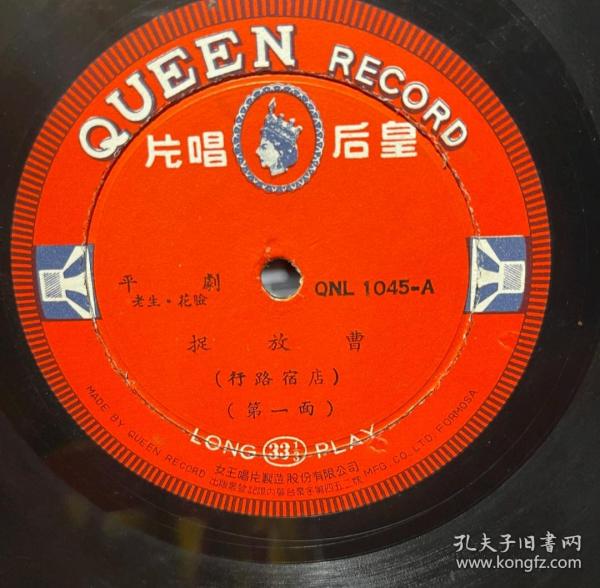 QUEEN RECORD
片唱 后皇
平劇
老生・花臉
QNL 1045-A
捉放曹
(行路宿店)
(第一面)
LONG 33⅓ PLAY
女王唱片製造股份有限公司
MADE BY QUEEN RECORD MFG. CO., LTD. FORMOSA
孔夫子旧书网
www.kongfz.com